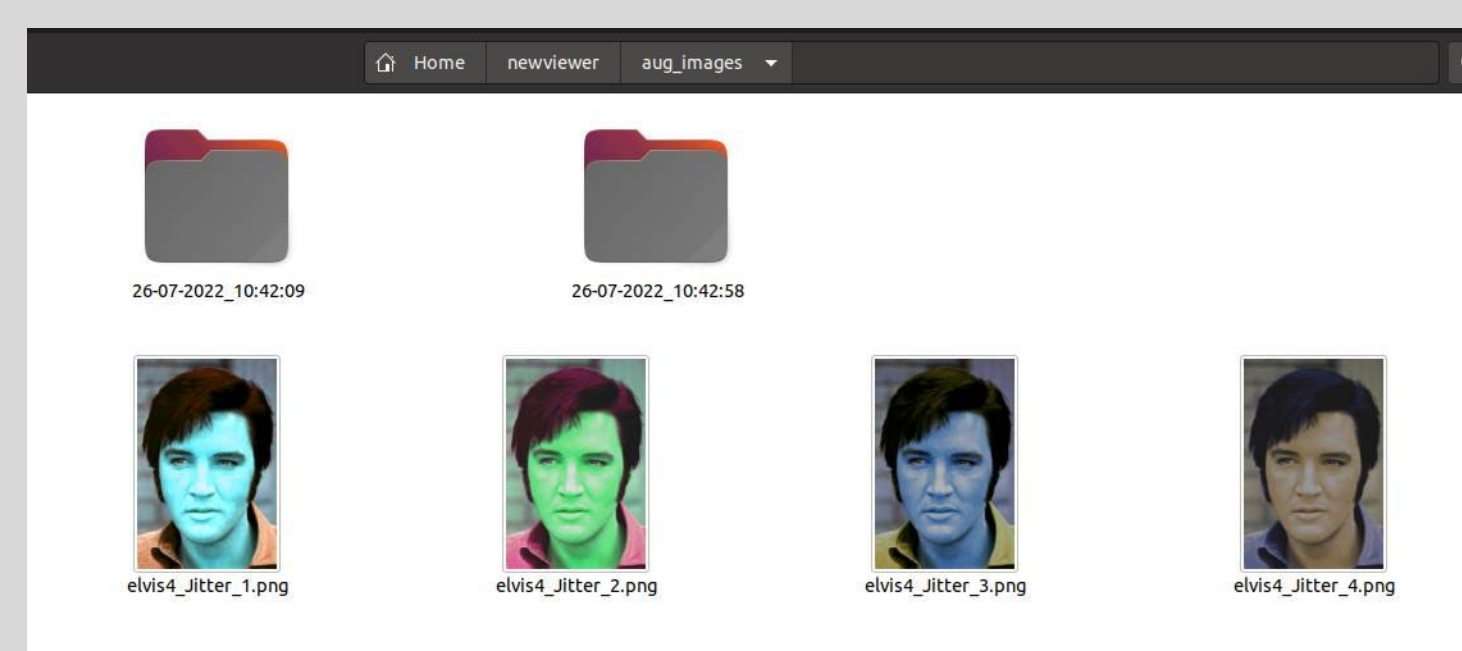 Home newviewer aug_images
26-07-2022_10:42:09 26-07-2022_10:42:58
elvis4_Jitter_1.png elvis4_Jitter_2.png elvis4_Jitter_3.png elvis4_Jitter_4.png